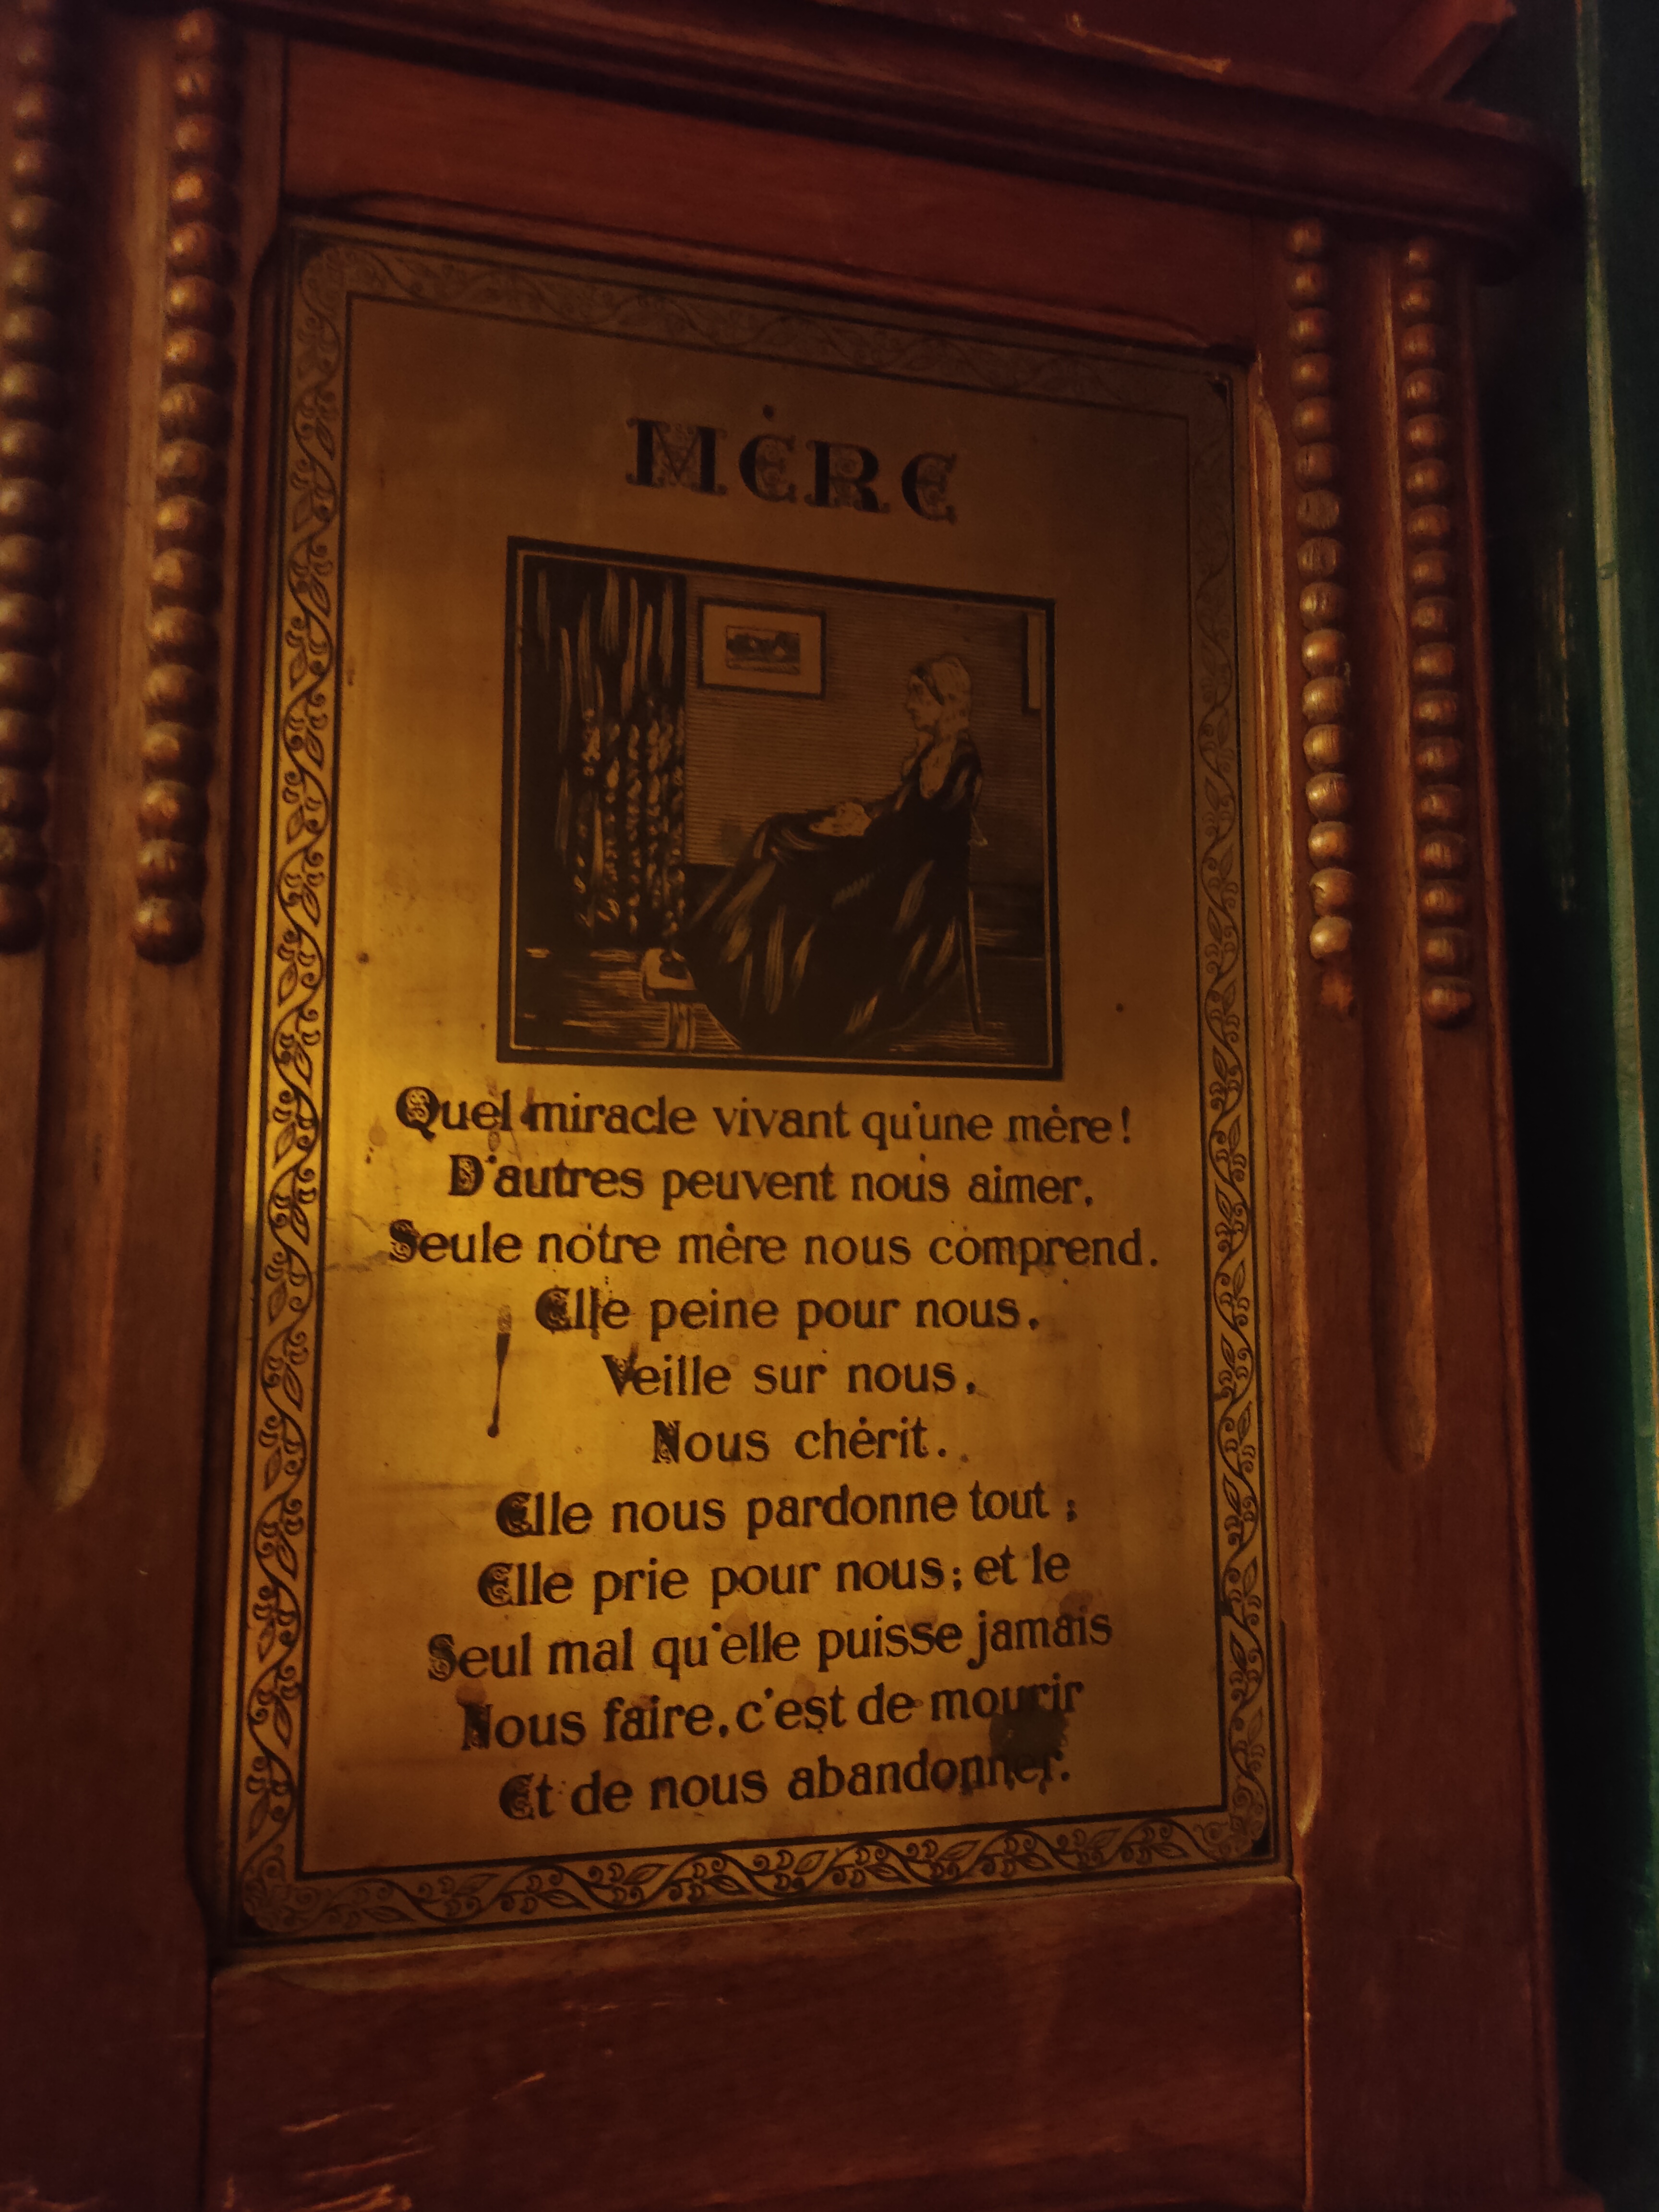 MÈRE
Quel miracle vivant qu'une mère!
D'autres peuvent nous aimer,
Seule notre mère nous comprend.
Elle peine pour nous,
Veille sur nous,
Nous chérit.
Elle nous pardonne tout ;
Elle prie pour nous; et le
Seul mal qu'elle puisse jamais
Nous faire, c'est de mourir
Et de nous abandonner.